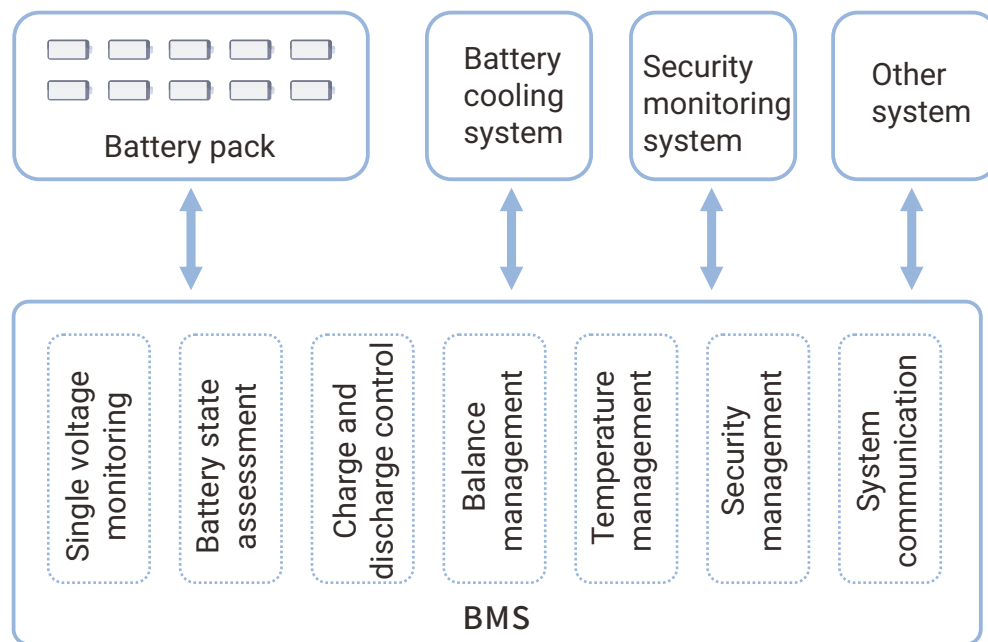 Battery pack
Battery
cooling
system
Security
monitoring
system
Other
system
Single voltage
monitoring
Battery state
assessment
Charge and
discharge control
Balance
management
Temperature
management
Security
management
System
communication
BMS